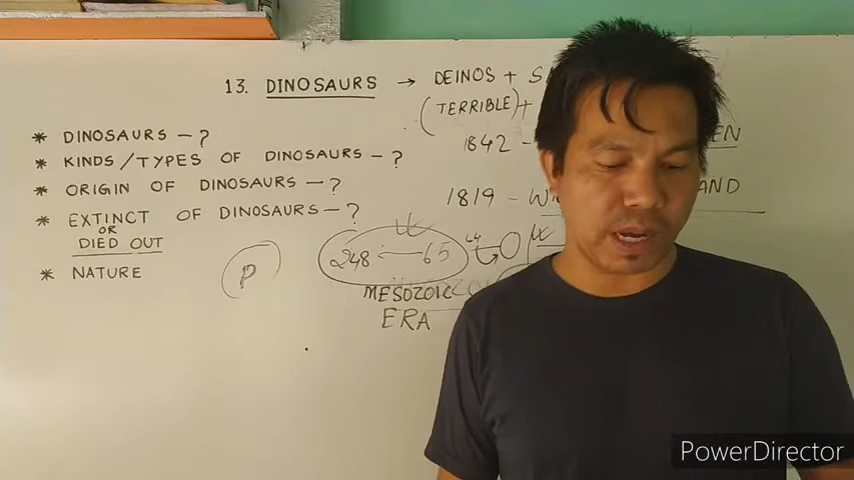 13. DINOSAURS → DEINOS + S
(TERRIBLE) +
* DINOSAURS - ?
1842 - EN
* KINDS/TYPES OF DINOSAURS - ?
* ORIGIN OF DINOSAURS - ?
1819 - W AND
* EXTINCT OF DINOSAURS - ?
OR
DIED OUT
248 65
* NATURE
P
MESOZOIC
ERA
PowerDirector